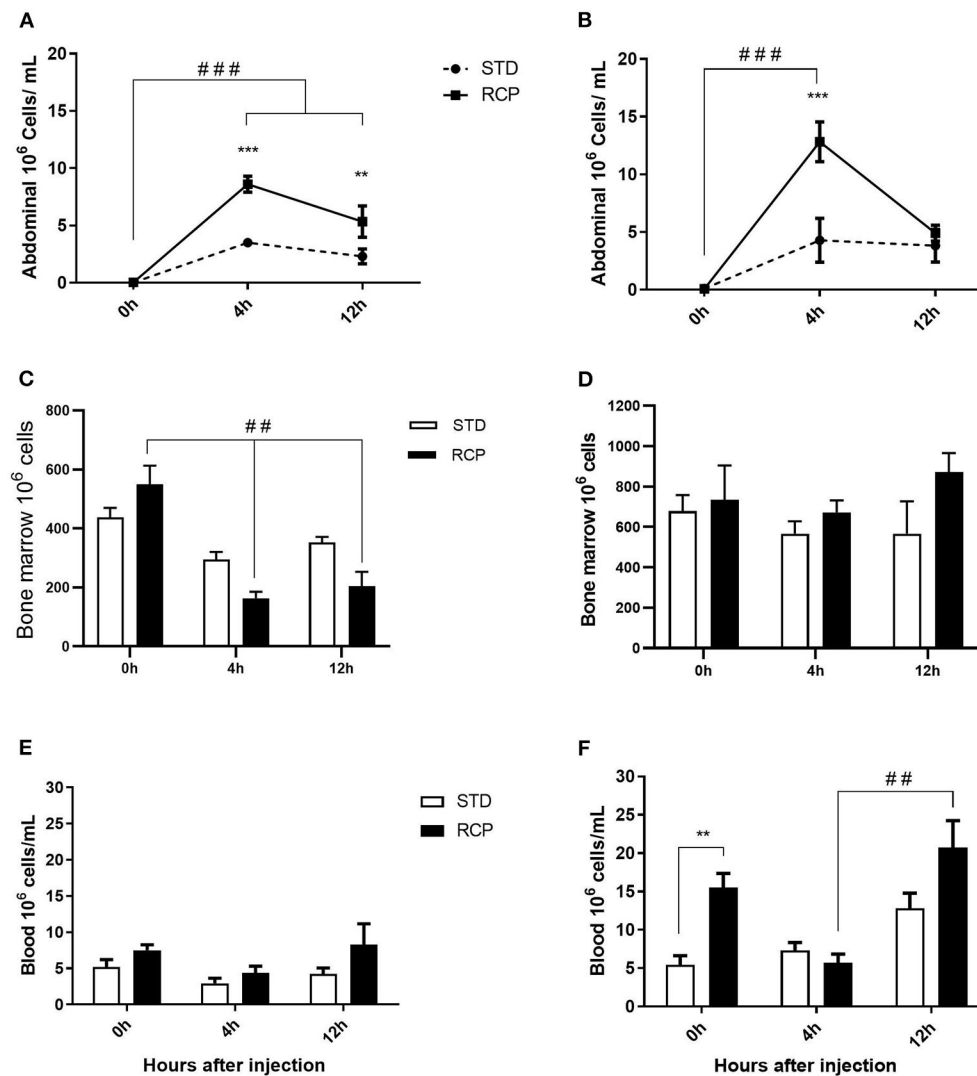 A
Abdominal 10⁶ Cells/ mL
20
15
10
5
0
# # #
***
**
0h
4h
12h
STD
RCP
B
Abdominal 10⁶ Cells/ mL
20
15
10
5
0
# # #
***
0h
4h
12h
C
Bone marrow 10⁶ cells
800
600
400
200
0
# #
0h
4h
12h
STD
RCP
D
Bone marrow 10⁶ cells
1200
1000
800
600
400
200
0
0h
4h
12h
E
Blood 10⁶ cells/mL
30
25
20
15
10
5
0
0h
4h
12h
Hours after injection
STD
RCP
F
Blood 10⁶ cells/mL
30
25
20
15
10
5
0
**
# #
0h
4h
12h
Hours after injection